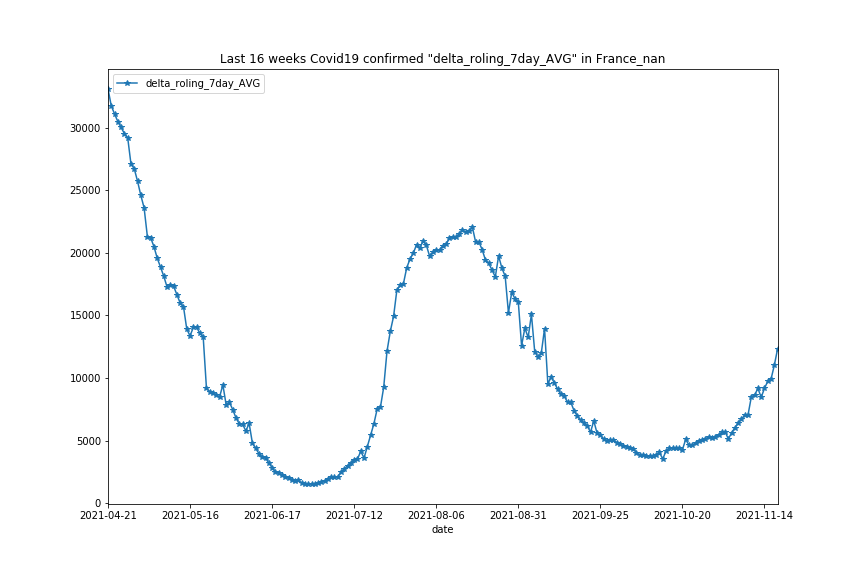 Last 16 weeks Covid19 confirmed "delta_roling_7day_AVG" in France_nan
delta_roling_7day_AVG
30000
25000
20000
15000
10000
5000
0
2021-04-21 2021-05-16 2021-06-17 2021-07-12 2021-08-06 2021-08-31 2021-09-25 2021-10-20 2021-11-14
date